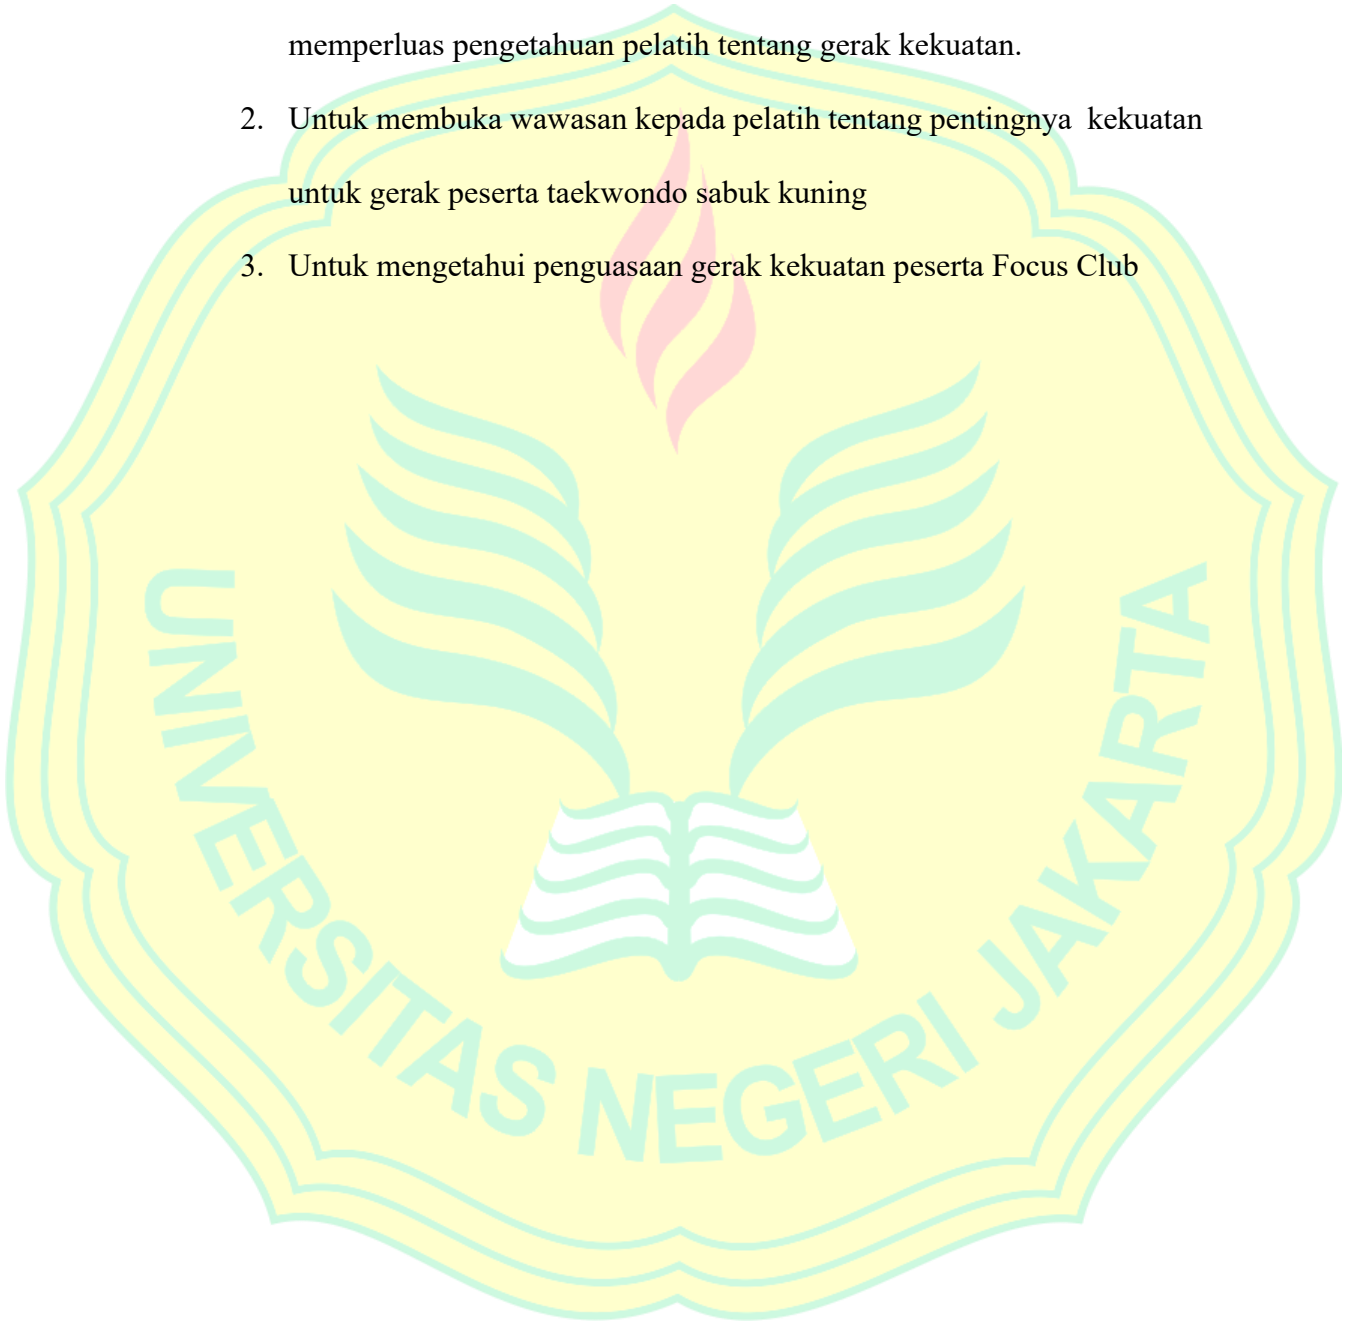 memperluas pengetahuan pelatih tentang gerak kekuatan.
2. Untuk membuka wawasan kepada pelatih tentang pentingnya  kekuatan
untuk gerak peserta taekwondo sabuk kuning
3. Untuk mengetahui penguasaan gerak kekuatan peserta Focus Club
UNIVERSITAS NEGERI JAKARTA